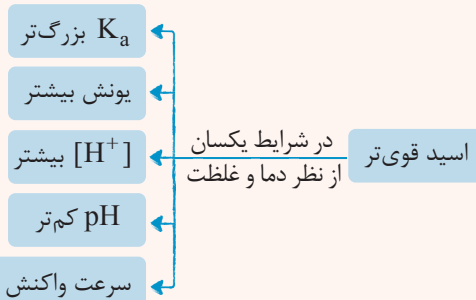 اسید قوی‌تر
در شرایط یکسان
از نظر دما و غلظت
Kₐ بزرگ‌تر
یونش بیشتر
[H⁺] بیشتر
pH کم‌تر
سرعت واکنش